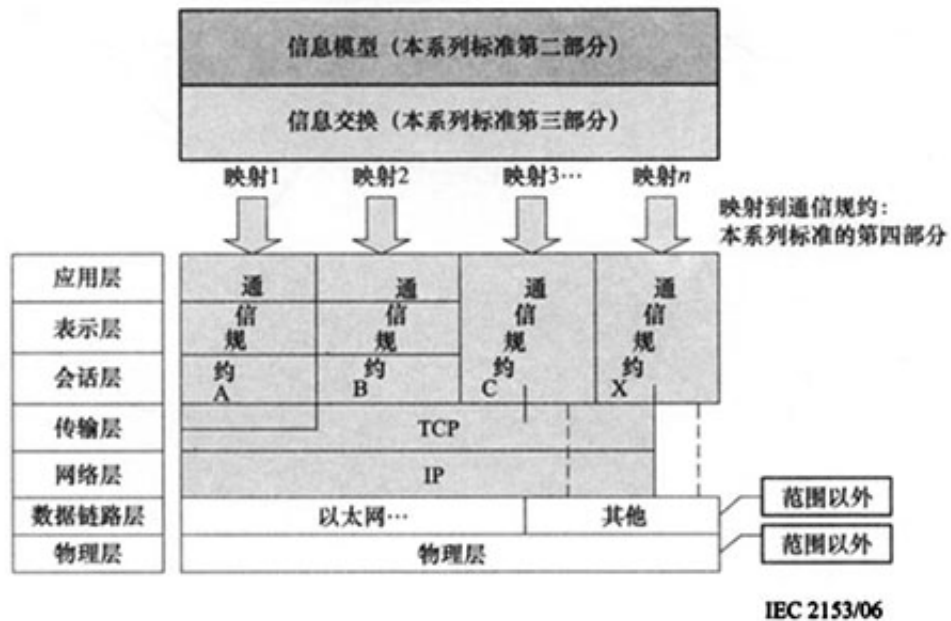 信息模型（本系列标准第二部分）
信息交换（本系列标准第三部分）
映射1
映射2
映射3…
映射n
映射到通信规约：
本系列标准的第四部分
应用层
表示层
会话层
传输层
网络层
数据链路层
物理层
通信规约A
通信规约B
通信规约C
通信规约X
TCP
IP
以太网…
其他
物理层
范围以外
范围以外
IEC 2153/06